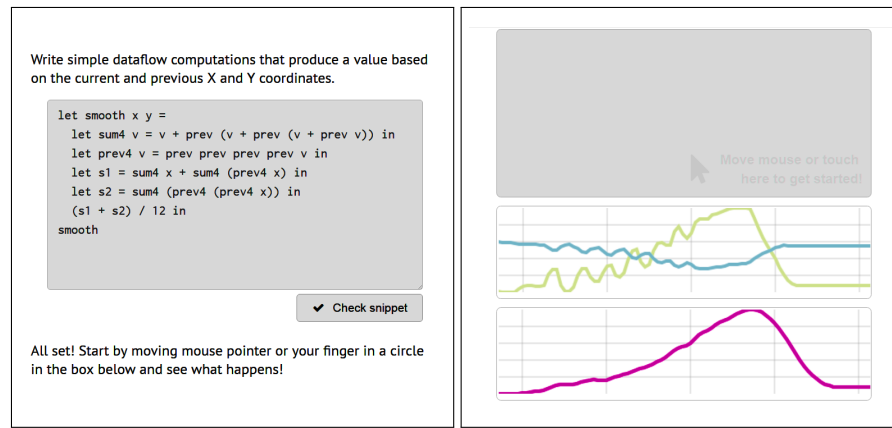 Write simple dataflow computations that produce a value based
on the current and previous X and Y coordinates.
let smooth x y =
  let sum4 v = v + prev (v + prev (v + prev v)) in
  let prev4 v = prev prev prev prev v in
  let s1 = sum4 x + sum4 (prev4 x) in
  let s2 = sum4 (prev4 (prev4 x)) in
  (s1 + s2) / 12 in
smooth
Check snippet
All set! Start by moving mouse pointer or your finger in a circle
in the box below and see what happens!
Move mouse or touch
here to get started!